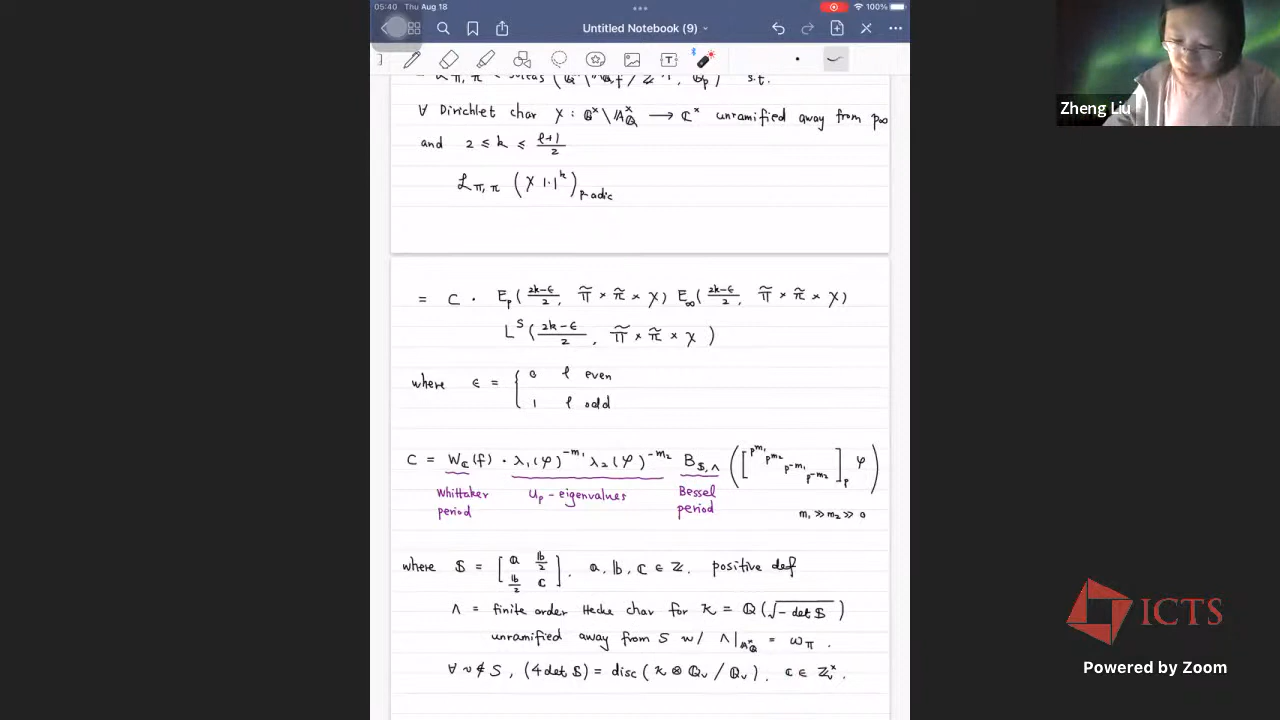 05:40 Thu Aug 18
100%
Untitled Notebook (9)
T
s.t.
∀ Dirichlet char χ : ℚ^× \ 𝔸_ℚ^× ⟶ ℂ^× unramified away from p∞
and 2 ≤ k ≤ (l+1)/2
ℒ_{Π,π} (χ |·|^k)_{p-adic}
= C · E_p( (2k-ε)/2 , Π̃ × π̃ × χ) E_∞( (2k-ε)/2 , Π̃ × π̃ × χ)
L^S( (2k-ε)/2 , Π̃ × π̃ × χ )
where ε = { 0 l even
1 l odd
C = W_ℂ(f) · λ_1(φ)^{-m_1} λ_2(φ)^{-m_2} B_{𝕊,Λ} ( [ p^{m_1} p^{m_2} p^{-m_1} p^{-m_2} ]_p φ )
Whittaker period
U_p - eigenvalues
Bessel period
m_1 ≫ m_2 ≫ 0
where 𝕊 = [ 𝕒 𝕓/2 ; 𝕓/2 𝕔 ] , 𝕒, 𝕓, 𝕔 ∈ ℤ. positive def
Λ = finite order Hecke char for 𝒦 = ℚ(√(-det 𝕊))
unramified away from S w/ Λ|_{𝔸_ℚ^×} = ω_Π .
∀ v ∉ S , (4 det 𝕊) = disc( 𝒦 ⊗ ℚ_v / ℚ_v ) , 𝕔 ∈ ℤ_v^× .
Zheng Liu
ICTS
Powered by Zoom